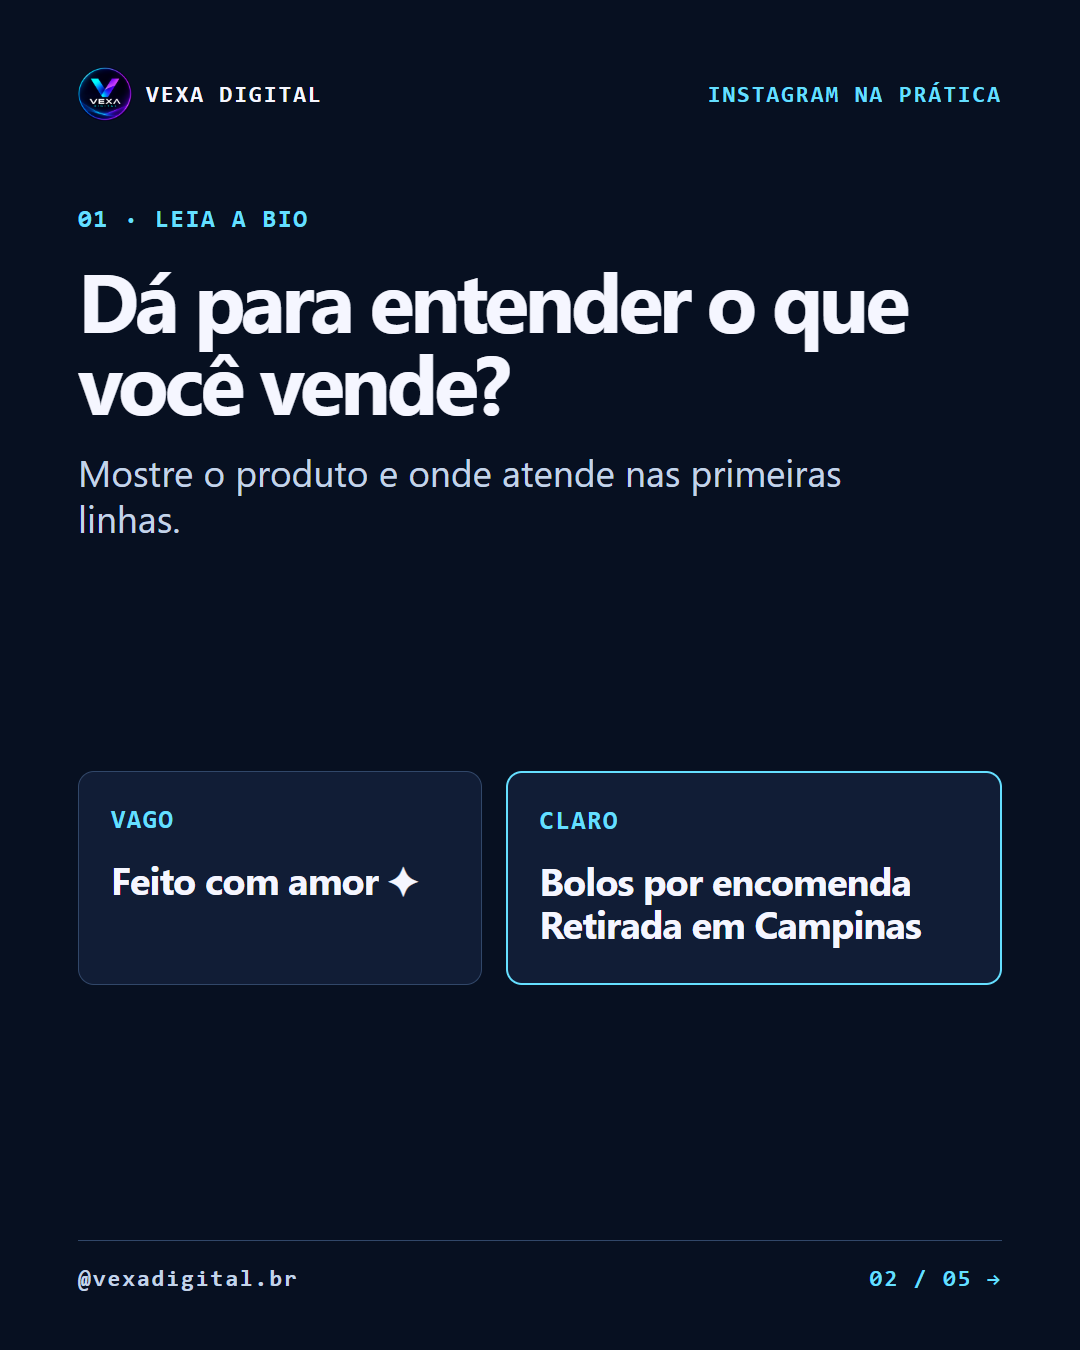 VEXA
VEXA DIGITAL
INSTAGRAM NA PRÁTICA
01 · LEIA A BIO
Dá para entender o que
você vende?
Mostre o produto e onde atende nas primeiras
linhas.
VAGO
Feito com amor ✦
CLARO
Bolos por encomenda
Retirada em Campinas
@vexadigital.br
02 / 05 →